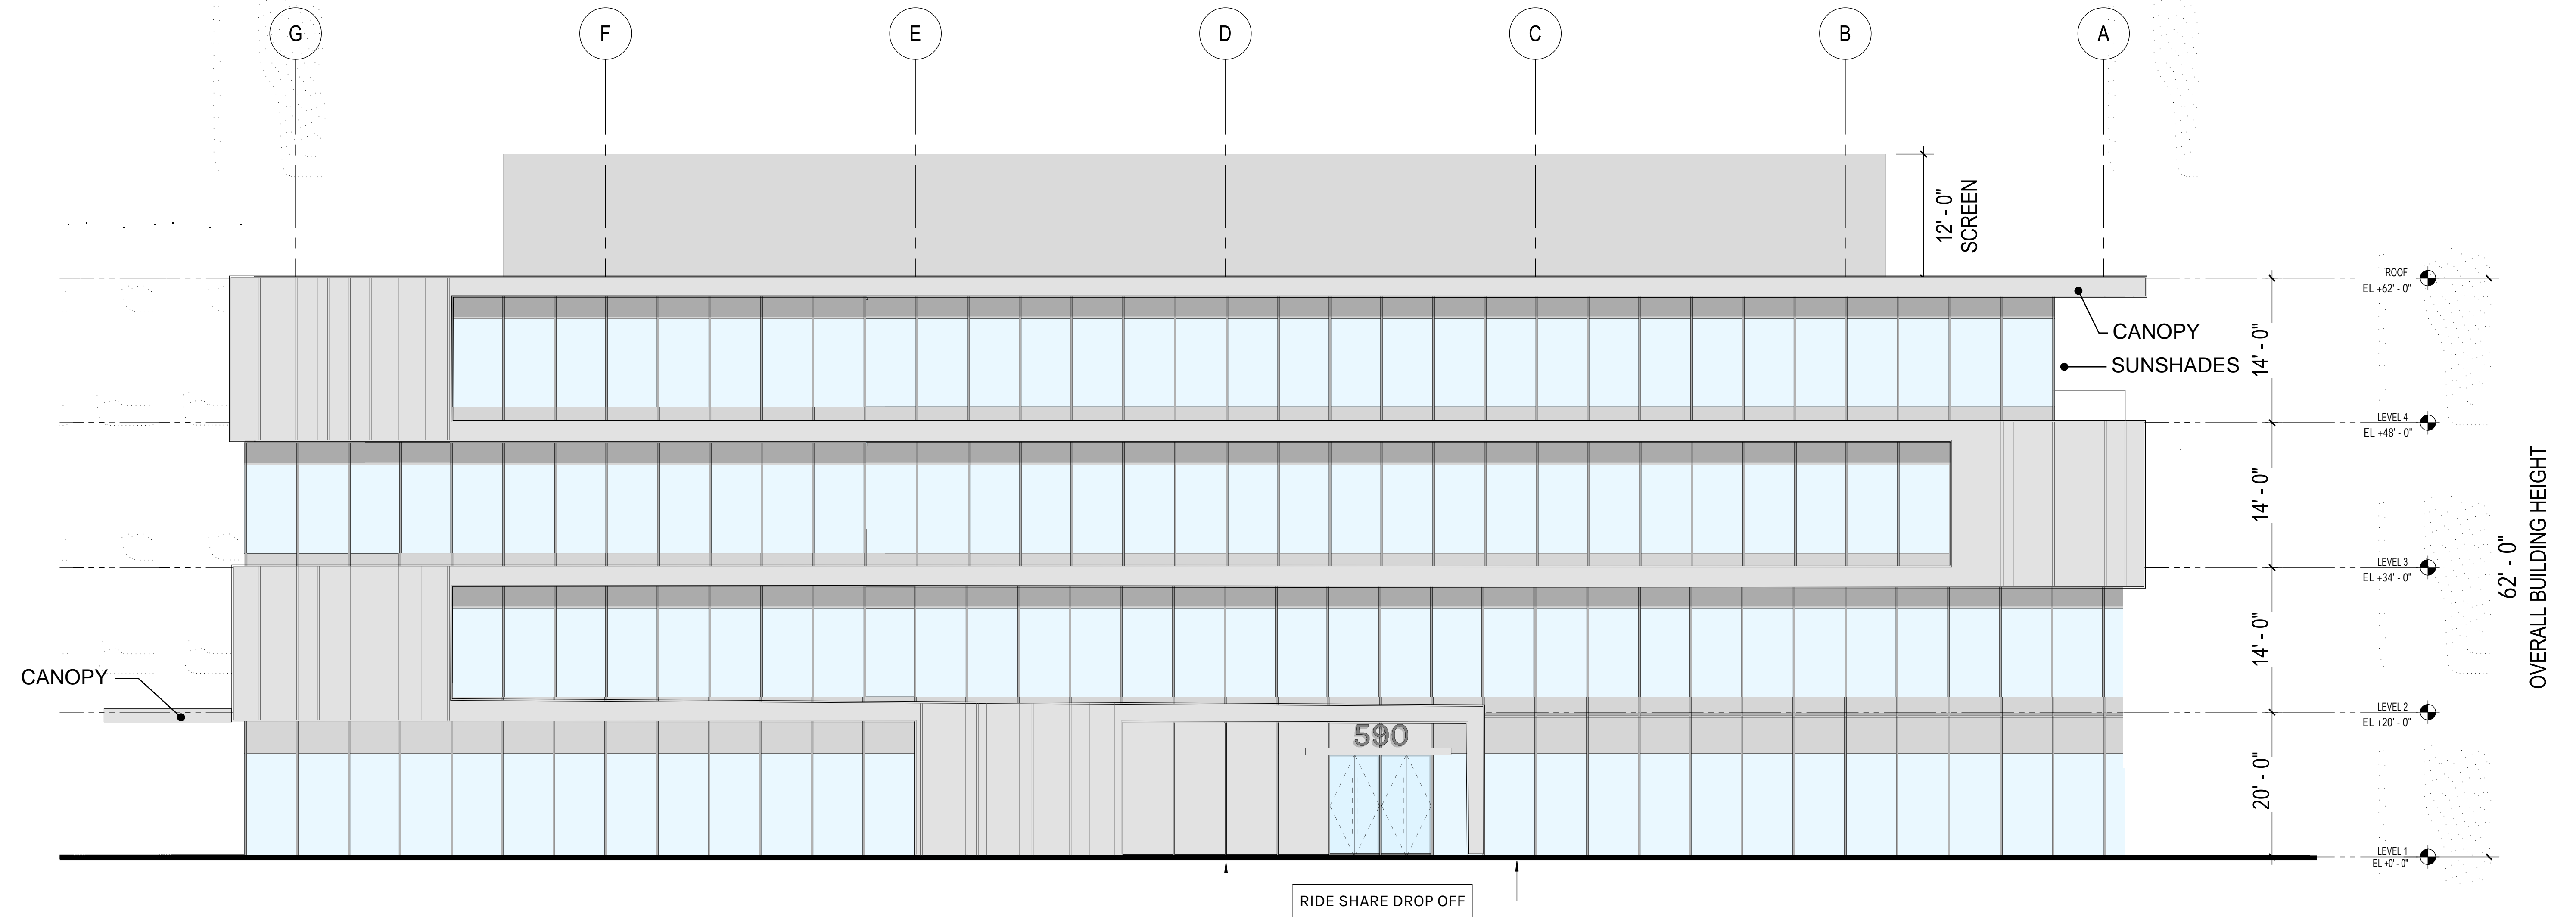 G F E D C B A
12' - 0"
SCREEN
ROOF
EL +62' - 0"
CANOPY
14' - 0"
SUNSHADES
LEVEL 4
EL +48' - 0"
14' - 0"
LEVEL 3
EL +34' - 0"
62' - 0"
OVERALL BUILDING HEIGHT
14' - 0"
CANOPY
LEVEL 2
EL +20' - 0"
590
20' - 0"
LEVEL 1
EL +0' - 0"
RIDE SHARE DROP OFF